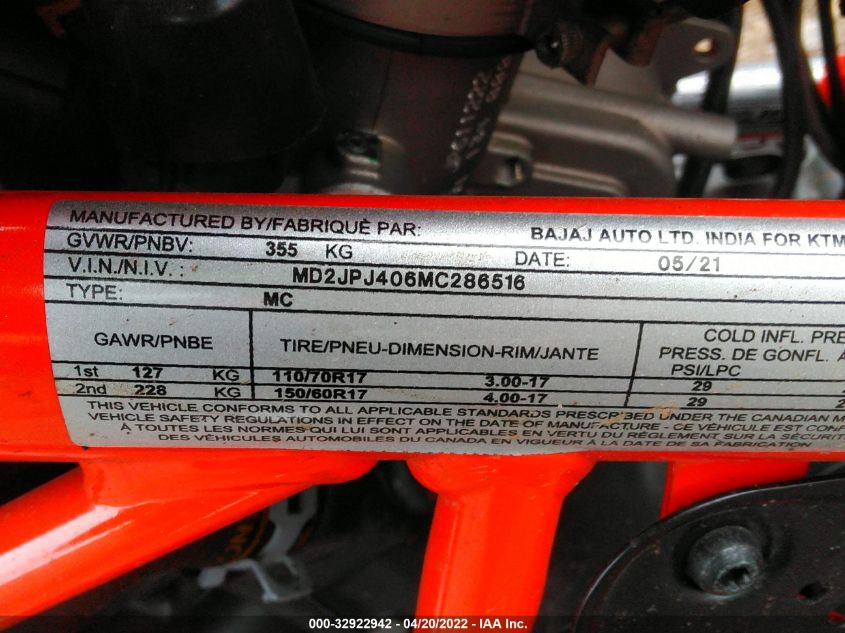 MANUFACTURED BY/FABRIQUÈ PAR: BAJAJ AUTO LTD. INDIA FOR KTM
GVWR/PNBV: 355 KG DATE: 05/21
V.I.N./N.I.V. : MD2JPJ406MC286516
TYPE: MC
GAWR/PNBE TIRE/PNEU-DIMENSION-RIM/JANTE COLD INFL. PRE
PRESS. DE GONFL. A
PSI/LPC
1st 127 KG 110/70R17 3.00-17 29
2nd 228 KG 150/60R17 4.00-17 29 2
THIS VEHICLE CONFORMS TO ALL APPLICABLE STANDARDS PRESCRIBED UNDER THE CANADIAN M
VEHICLE SAFETY REGULATIONS IN EFFECT ON THE DATE OF MANUFACTURE - CE VÉHICULE EST CONF
À TOUTES LES NORMES QUI LUI SONT APPLICABLES EN VERTU DU RÈGLEMENT SUR LA SÉCURIT
DES VÉHICULES AUTOMOBILES DU CANADA EN VIGUEUR À LA DATE DE SA FABRICATION
000-32922942 - 04/20/2022 - IAA Inc.